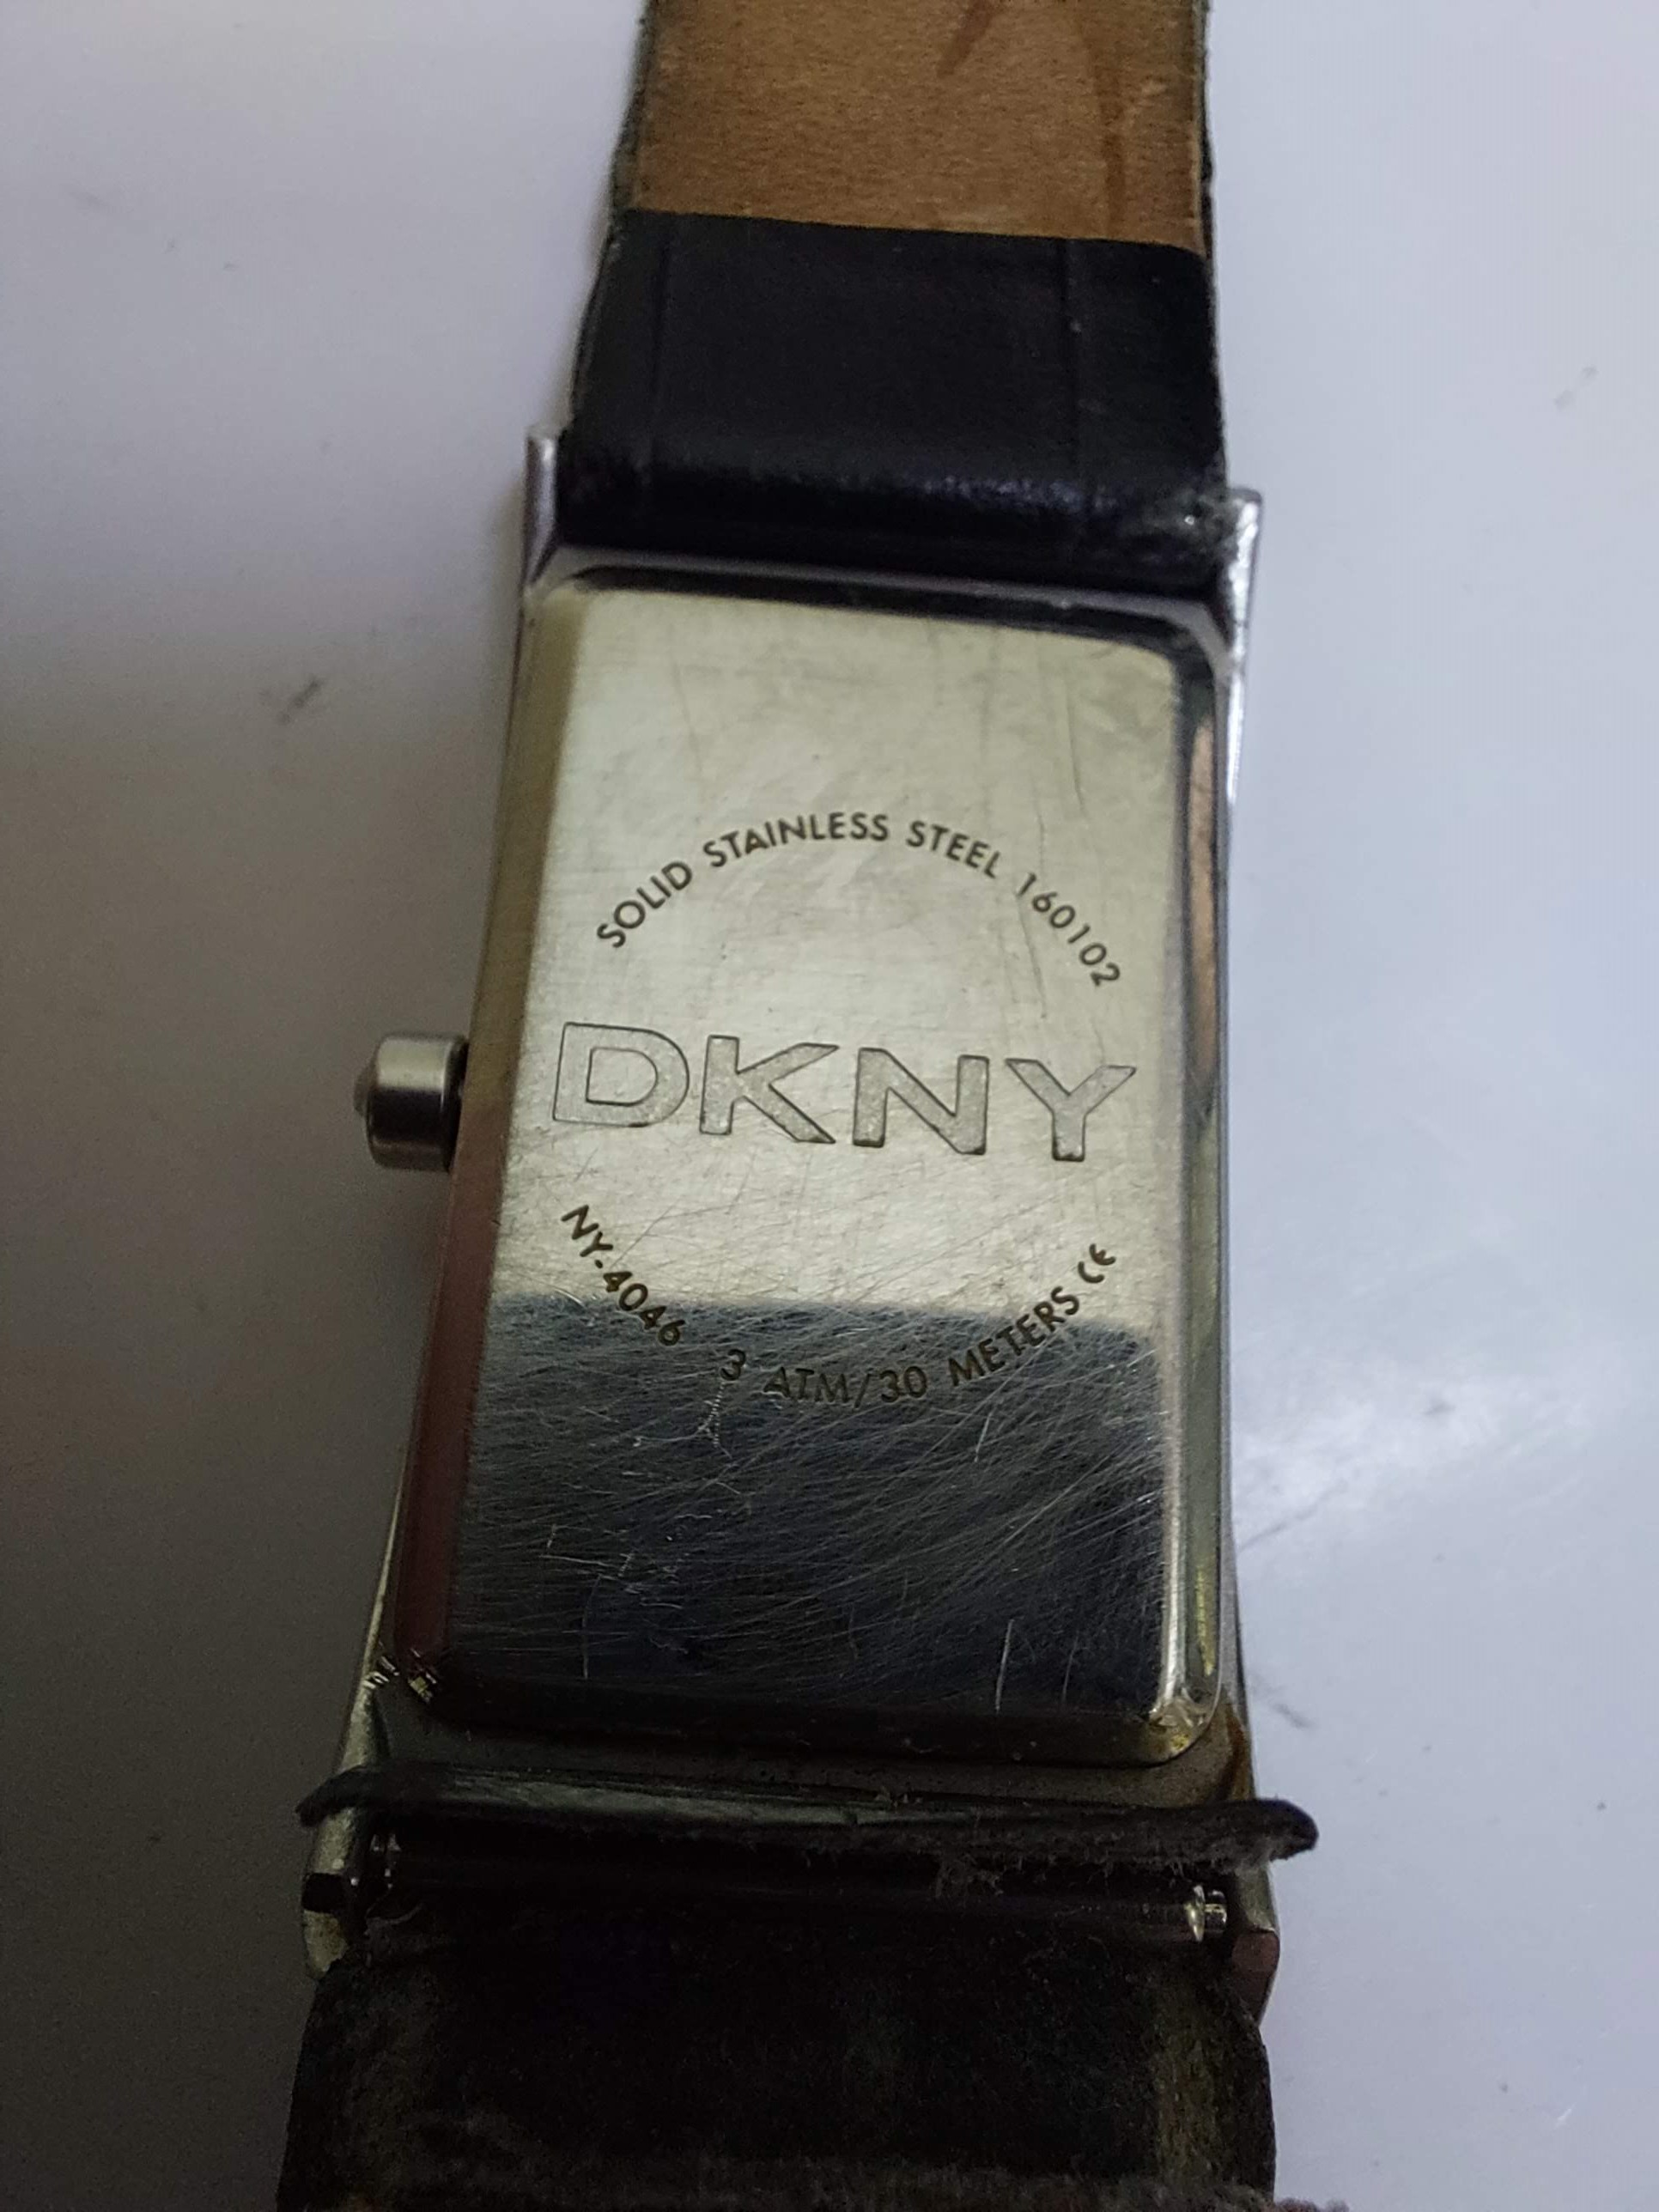 SOLID STAINLESS STEEL 160102
DKNY
NY-4046 3 ATM/30 METERS CE